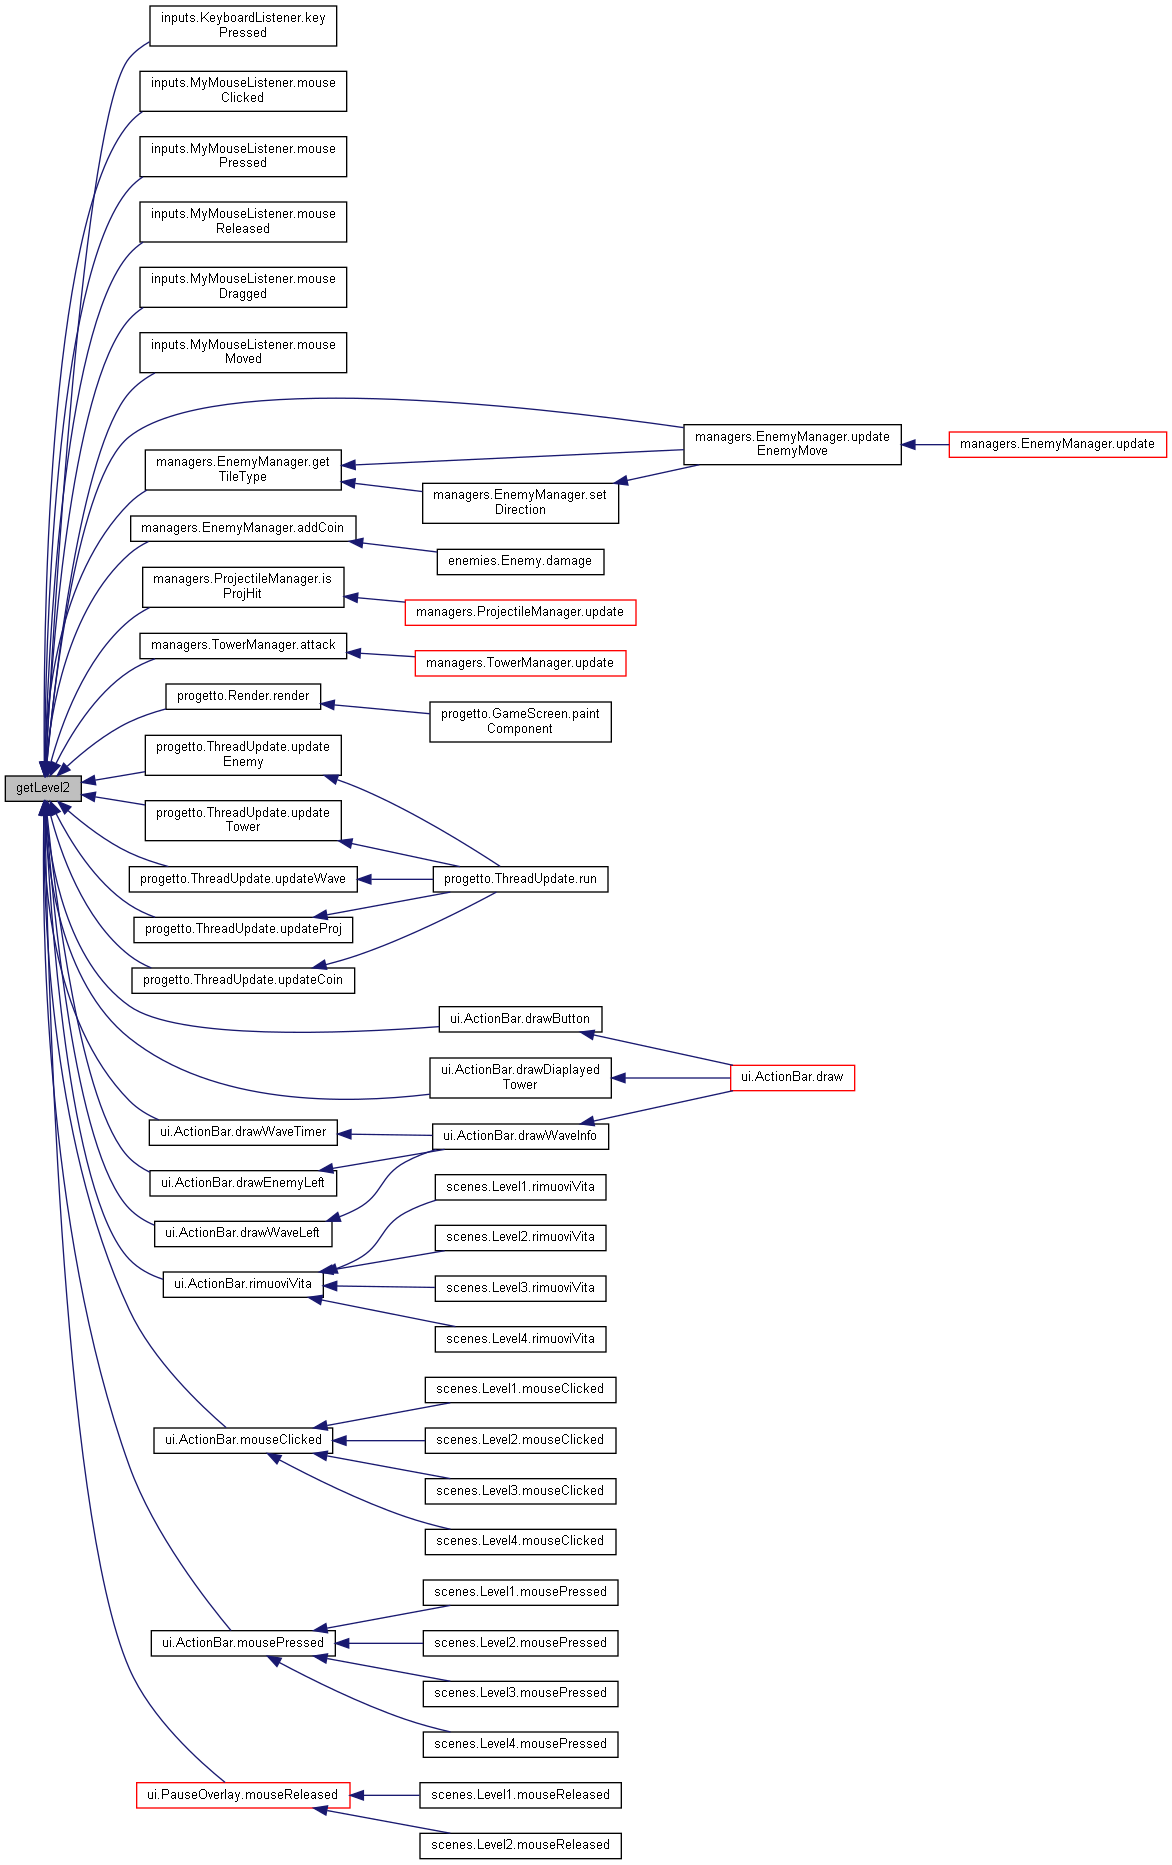 inputs.KeyboardListener.key
Pressed
inputs.MyMouseListener.mouse
Clicked
inputs.MyMouseListener.mouse
Pressed
inputs.MyMouseListener.mouse
Released
inputs.MyMouseListener.mouse
Dragged
inputs.MyMouseListener.mouse
Moved
managers.EnemyManager.update
EnemyMove
managers.EnemyManager.update
managers.EnemyManager.get
TileType
managers.EnemyManager.set
Direction
managers.EnemyManager.addCoin
enemies.Enemy.damage
managers.ProjectileManager.is
ProjHit
managers.ProjectileManager.update
managers.TowerManager.attack
managers.TowerManager.update
progetto.Render.render
progetto.GameScreen.paint
Component
progetto.ThreadUpdate.update
Enemy
getLevel2
progetto.ThreadUpdate.update
Tower
progetto.ThreadUpdate.updateWave
progetto.ThreadUpdate.run
progetto.ThreadUpdate.updateProj
progetto.ThreadUpdate.updateCoin
ui.ActionBar.drawButton
ui.ActionBar.drawDiaplayed
Tower
ui.ActionBar.draw
ui.ActionBar.drawWaveTimer
ui.ActionBar.drawWaveInfo
ui.ActionBar.drawEnemyLeft
scenes.Level1.rimuoviVita
ui.ActionBar.drawWaveLeft
scenes.Level2.rimuoviVita
ui.ActionBar.rimuoviVita
scenes.Level3.rimuoviVita
scenes.Level4.rimuoviVita
scenes.Level1.mouseClicked
ui.ActionBar.mouseClicked
scenes.Level2.mouseClicked
scenes.Level3.mouseClicked
scenes.Level4.mouseClicked
scenes.Level1.mousePressed
ui.ActionBar.mousePressed
scenes.Level2.mousePressed
scenes.Level3.mousePressed
scenes.Level4.mousePressed
ui.PauseOverlay.mouseReleased
scenes.Level1.mouseReleased
scenes.Level2.mouseReleased